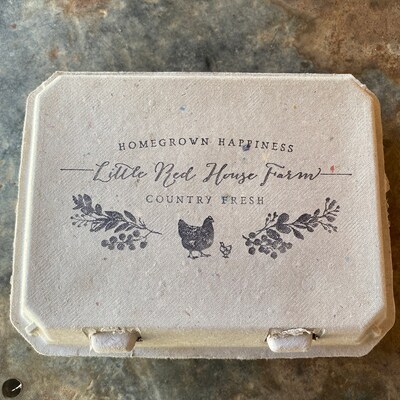 HOMEGROWN HAPPINESS
Little Red House Farm
COUNTRY FRESH